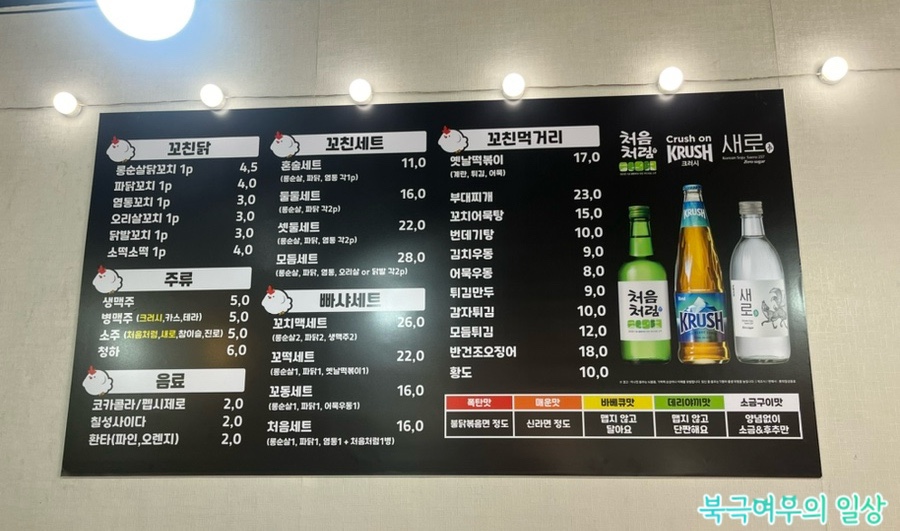 꼬친닭
롱순살닭꼬치 1p 4,5
파닭꼬치 1p 4,0
염통꼬치 1p 3,0
오리살꼬치 1p 3,0
닭발꼬치 1p 3,0
소떡소떡 1p 4,0
주류
생맥주 5,0
병맥주 (크러시,카스,테라) 5,0
소주 (처음처럼,새로,참이슬,진로) 5,0
청하 6,0
음료
코카콜라/펩시제로 2,0
칠성사이다 2,0
환타(파인,오렌지) 2,0
꼬친세트
혼술세트 11,0
(롱순살, 파닭, 염통 각1p)
둘둘세트 16,0
(롱순살, 파닭 각2p)
셋둘세트 22,0
(롱순살, 파닭, 염통 각2p)
모듬세트 28,0
(롱순살, 파닭, 염통, 오리살 or 닭발 각2p)
빠샤세트
꼬치맥세트 26,0
(롱순살2, 파닭2, 생맥주2)
꼬떡세트 22,0
(롱순살1, 파닭1, 옛날떡볶이1)
꼬동세트 16,0
(롱순살1, 파닭1, 어묵우동1)
처음세트 16,0
(롱순살1, 파닭1, 염통1 + 처음처럼1병)
꼬친먹거리
옛날떡볶이 17,0
(계란, 튀김, 어묵)
부대찌개 23,0
꼬치어묵탕 15,0
번데기탕 10,0
김치우동 9,0
어묵우동 8,0
튀김만두 9,0
감자튀김 10,0
모듬튀김 12,0
반건조오징어 18,0
황도 10,0
처음처럼
FRESH
Crush on
KRUSH
크러시
새로
Zero sugar
KRUSH
처음처럼
FRESH
KRUSH
새로
폭탄맛 매운맛 바베큐맛 데리야끼맛 소금구이맛
불닭볶음면 정도
신라면 정도
맵지 않고
달아요
맵지 않고
단짠해요
양념없이
소금&후추만
북극여우의 일상